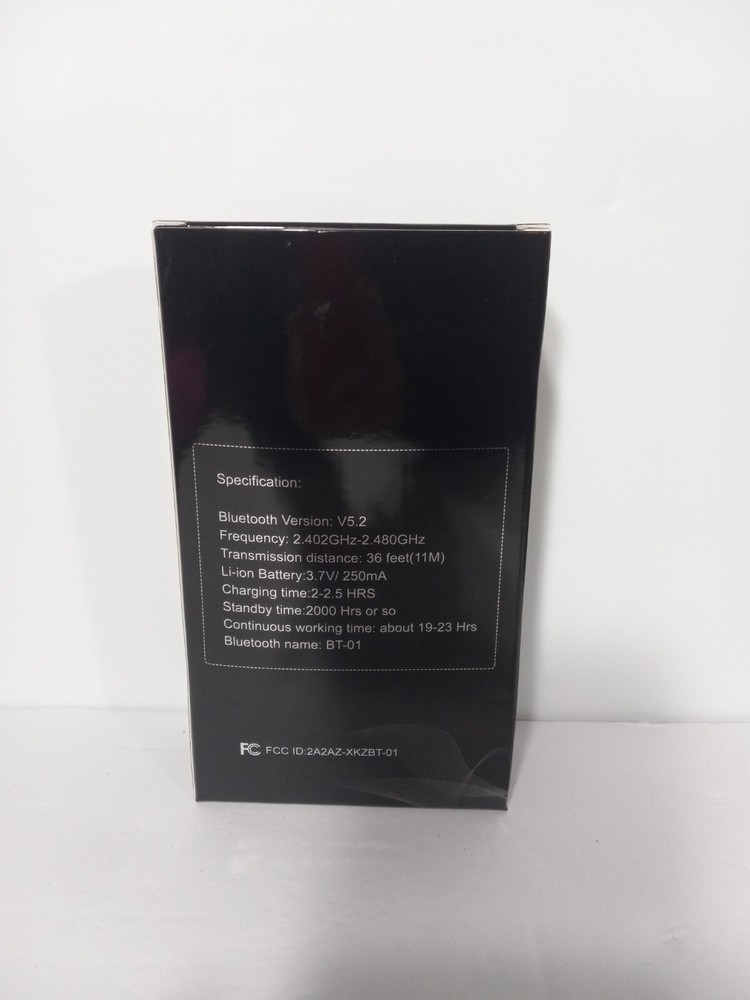 Specification:
Bluetooth Version: V5.2
Frequency: 2.402GHz-2.480GHz
Transmission distance: 36 feet(11M)
Li-ion Battery:3.7V/ 250mA
Charging time:2-2.5 HRS
Standby time:2000 Hrs or so
Continuous working time: about 19-23 Hrs
Bluetooth name: BT-01
FC FCC ID:2A2AZ-XKZBT-01